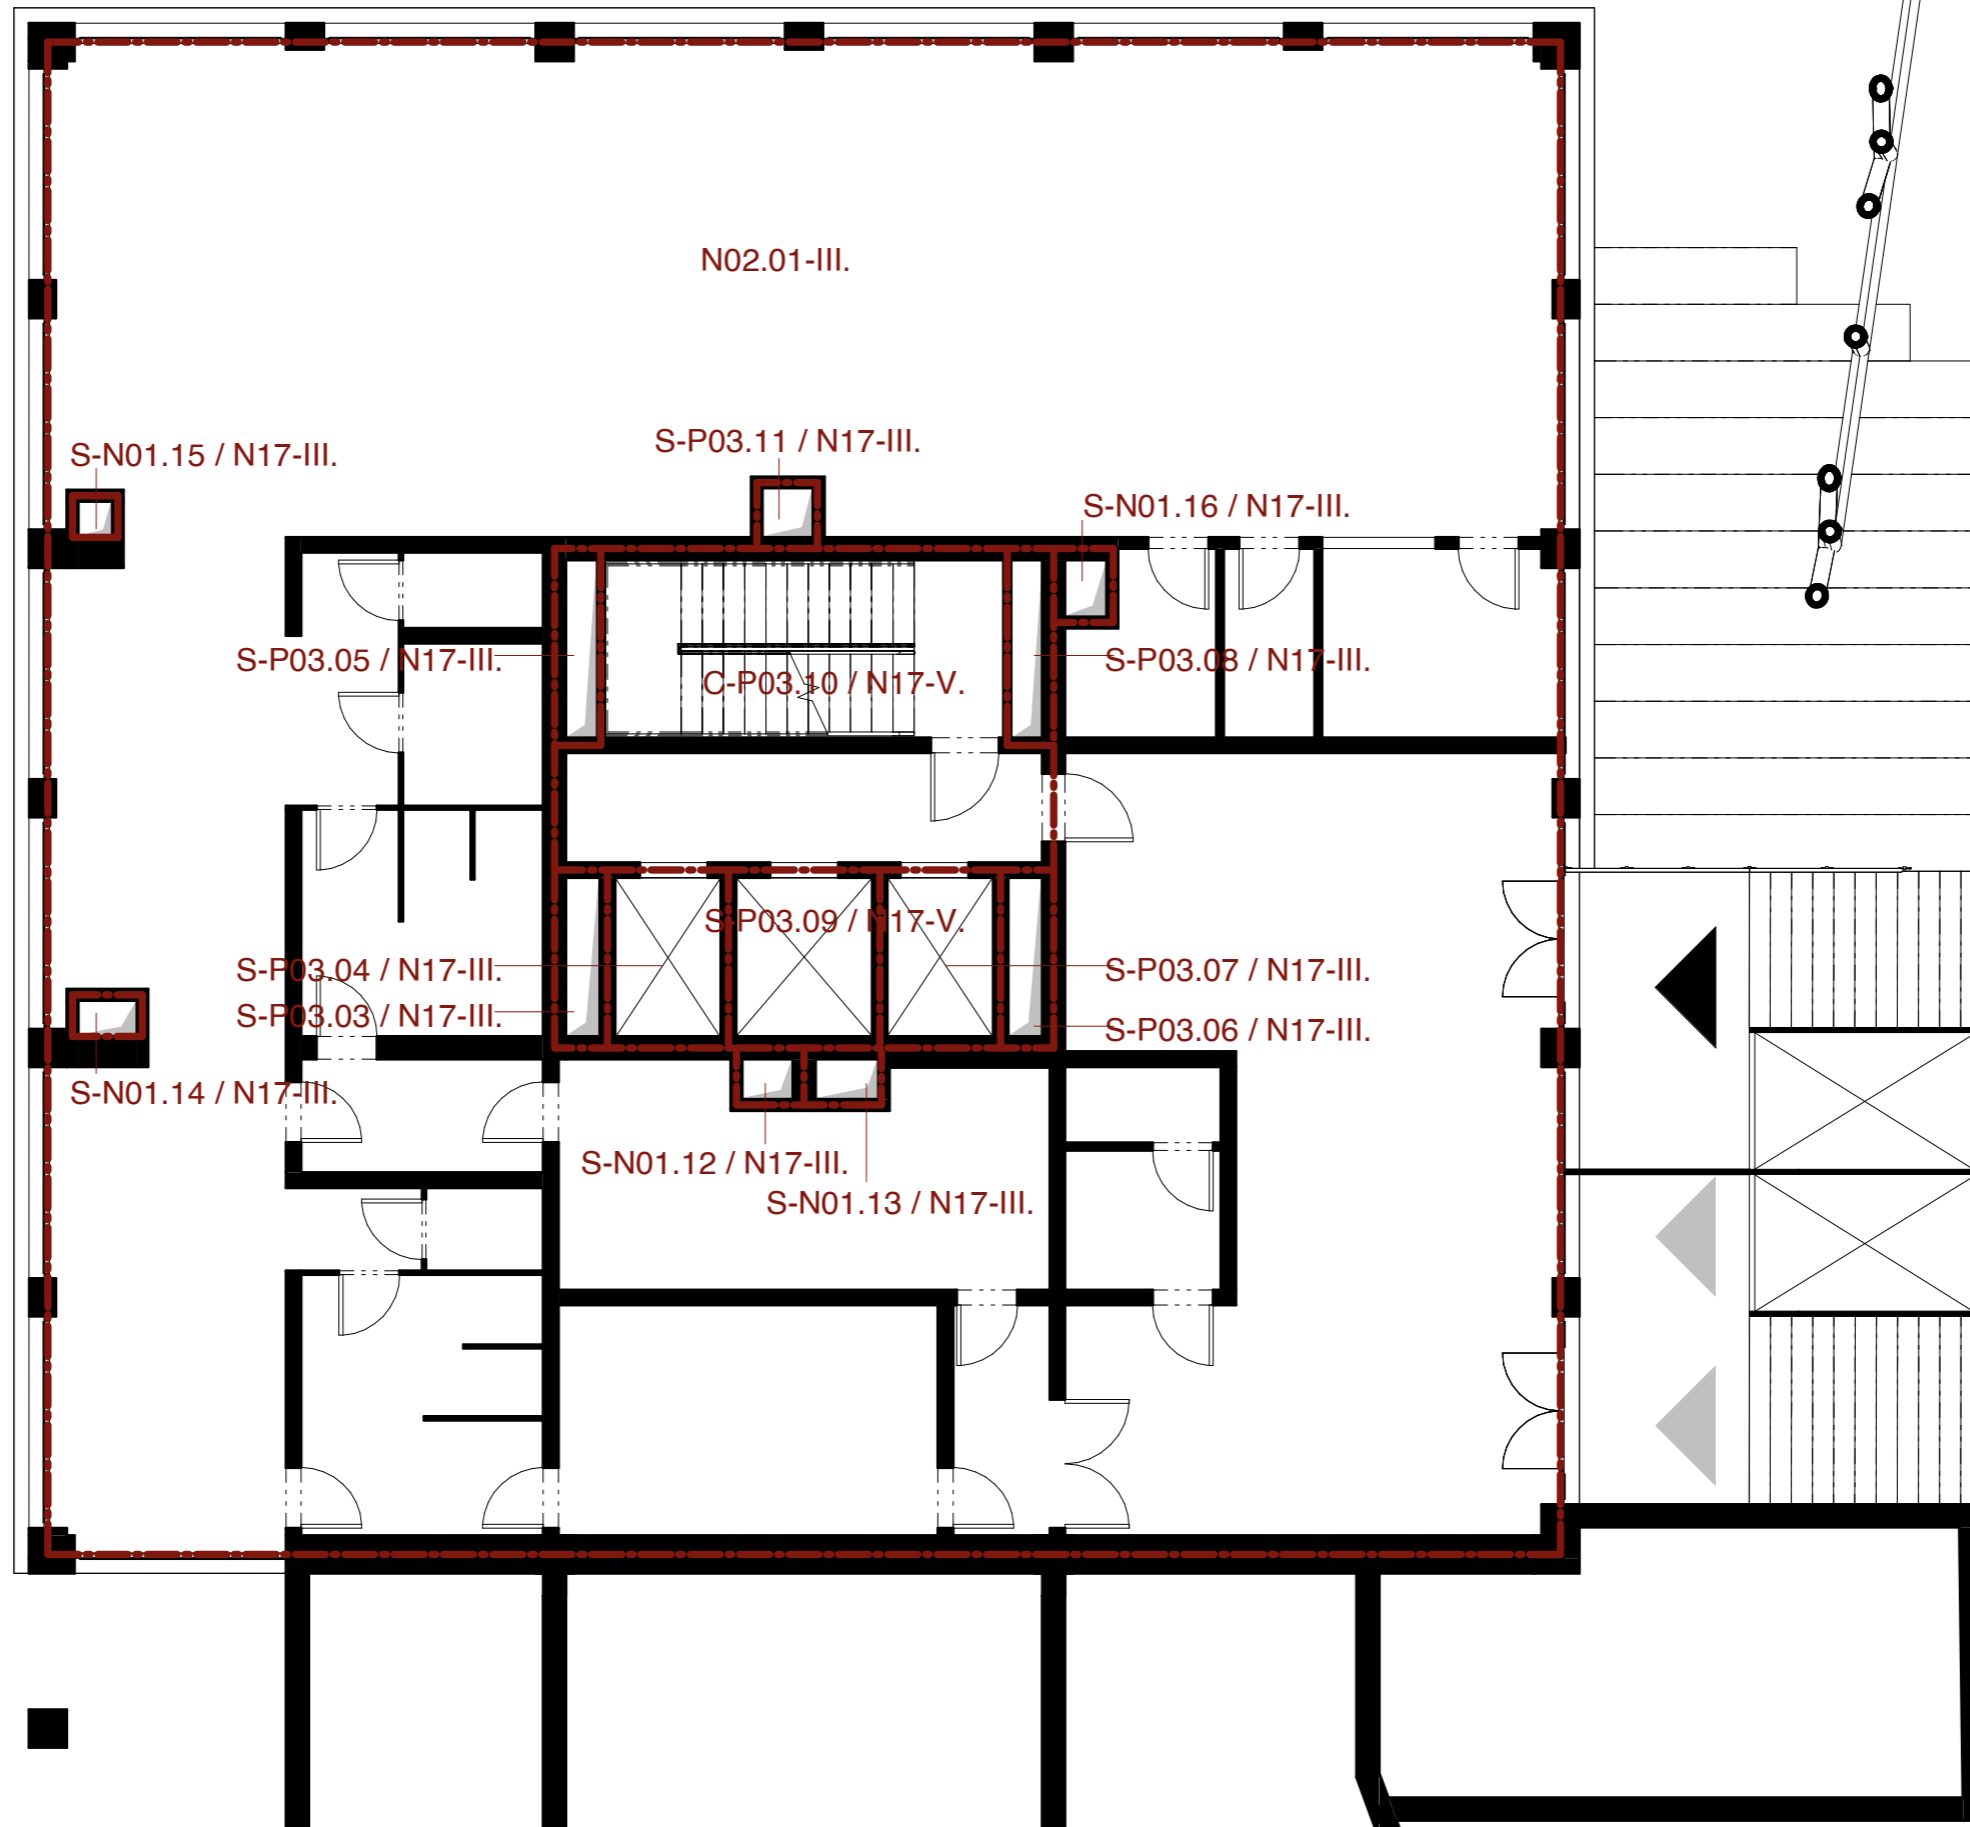 N02.01-III.
S-P03.11 / N17-III.
S-N01.15 / N17-III.
S-N01.16 / N17-III.
S-P03.05 / N17-III.
S-P03.08 / N17-III.
C-P03.10 / N17-V.
S-P03.09 / N17-V.
S-P03.04 / N17-III.
S-P03.07 / N17-III.
S-P03.03 / N17-III.
S-P03.06 / N17-III.
S-N01.14 / N17-III.
S-N01.12 / N17-III.
S-N01.13 / N17-III.